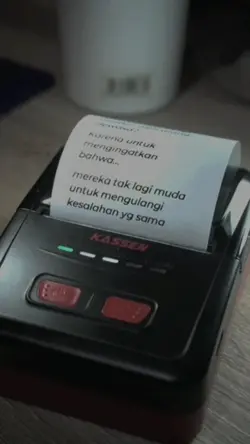 Karena untuk
mengingatkan
bahwa...
mereka tak lagi muda
untuk mengulangi
kesalahan yg sama
KASSEN